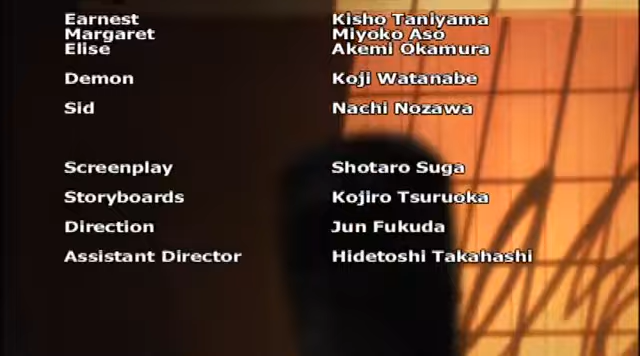 Earnest Kisho Taniyama
Margaret Miyoko Aso
Elise Akemi Okamura
Demon Koji Watanabe
Sid Nachi Nozawa
Screenplay Shotaro Suga
Storyboards Kojiro Tsuruoka
Direction Jun Fukuda
Assistant Director Hidetoshi Takahashi